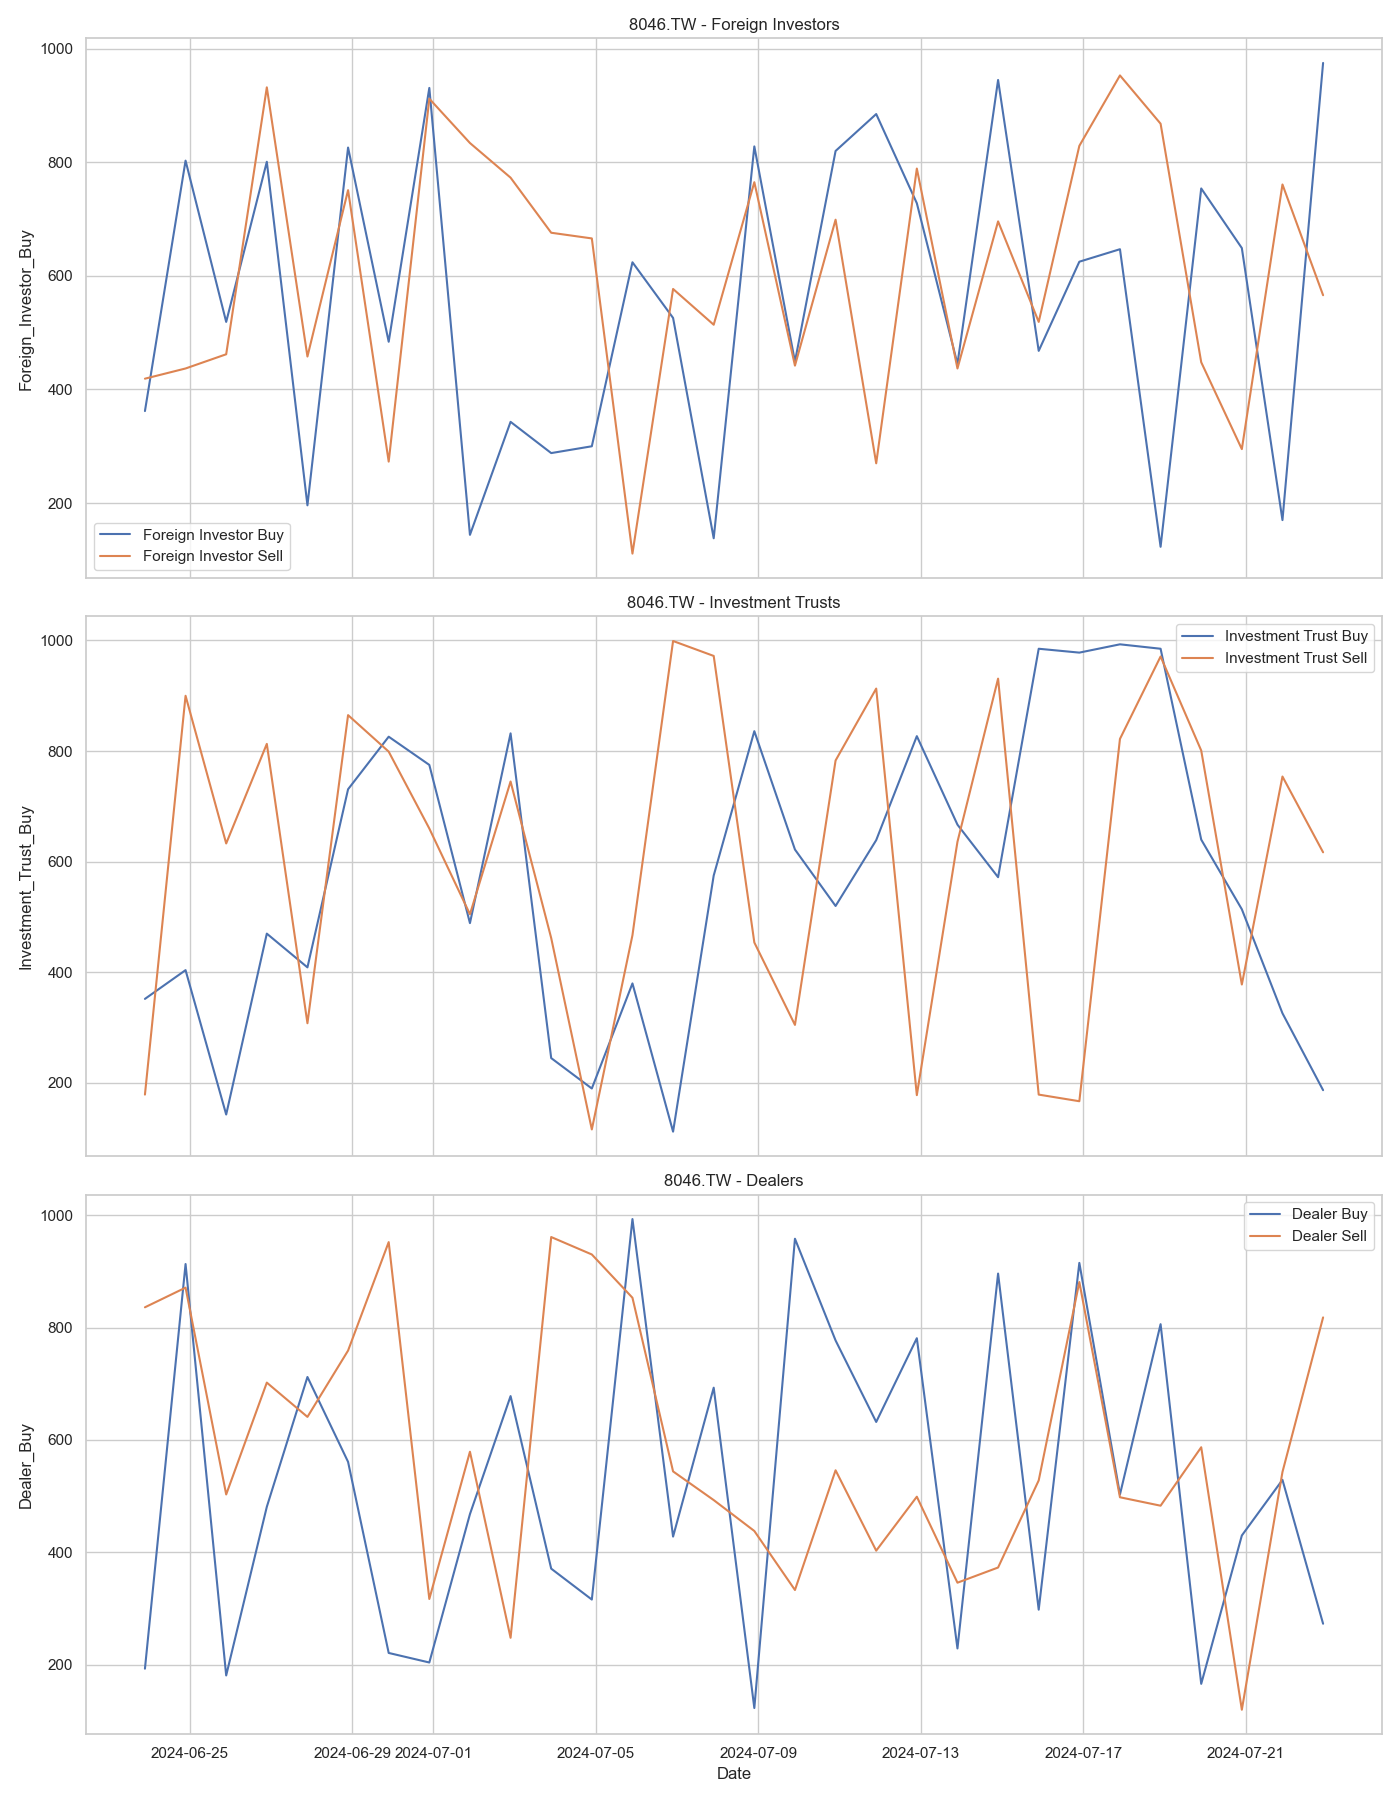 8046.TW - Foreign Investors
Foreign_Investor_Buy
1000
800
600
400
200
Foreign Investor Buy
Foreign Investor Sell
8046.TW - Investment Trusts
Investment_Trust_Buy
1000
800
600
400
200
Investment Trust Buy
Investment Trust Sell
8046.TW - Dealers
Dealer_Buy
1000
800
600
400
200
Dealer Buy
Dealer Sell
2024-06-25 2024-06-29 2024-07-01 2024-07-05 2024-07-09 2024-07-13 2024-07-17 2024-07-21
Date